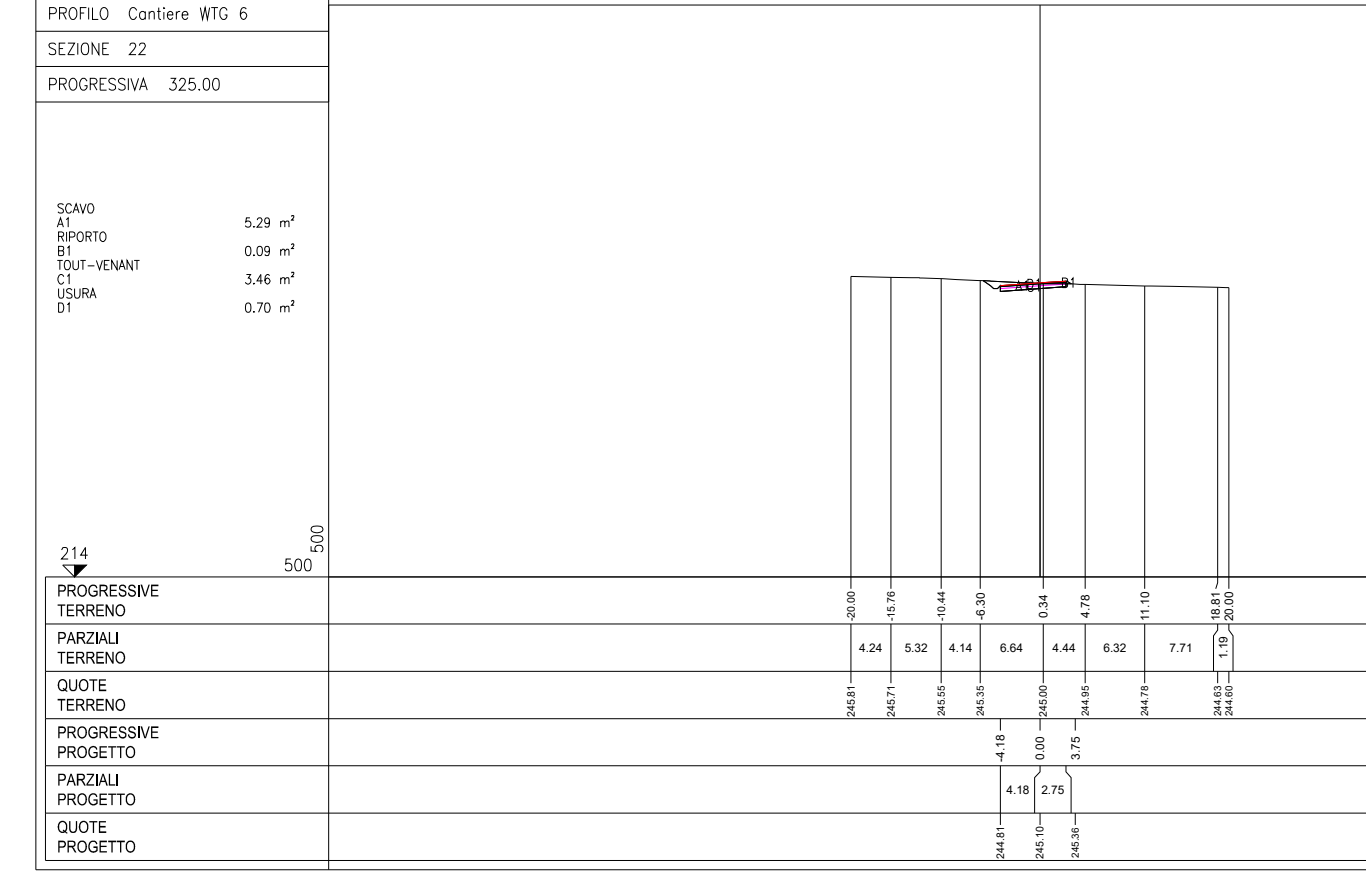 PROFILO Cantiere WTG 6
SEZIONE 22
PROGRESSIVA 325.00
SCAVO
A1 5.29 m²
RIPORTO
B1 0.09 m²
TOUT-VENANT
C1 3.46 m²
USURA
D1 0.70 m²
B1
214
500
500
PROGRESSIVE
TERRENO
-20.00 -15.76 -10.44 -6.30 0.34 4.78 11.10 18.81 20.00
PARZIALI
TERRENO
4.24 5.32 4.14 6.64 4.44 6.32 7.71 1.19
QUOTE
TERRENO
245.81 245.71 245.55 245.35 245.00 244.95 244.78 244.63 244.60
PROGRESSIVE
PROGETTO
-4.18 0.00 3.75
PARZIALI
PROGETTO
4.18 2.75
QUOTE
PROGETTO
244.81 245.10 245.36